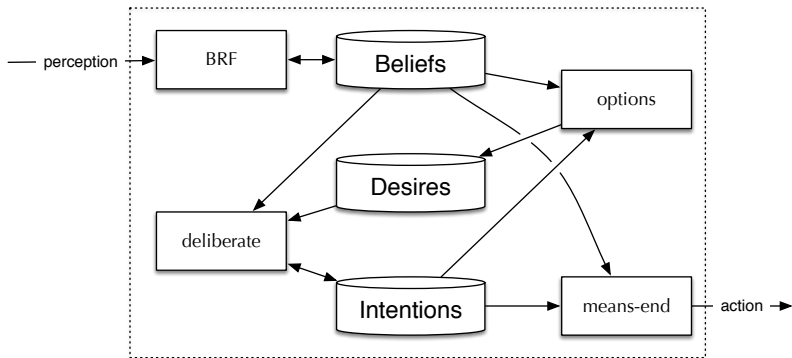 perception
BRF
Beliefs
options
Desires
deliberate
Intentions
means-end
action